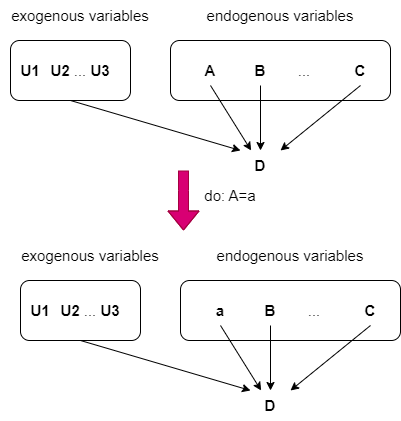 exogenous variables endogenous variables
U1 U2 ... U3 A B ... C
D
do: A=a
exogenous variables endogenous variables
U1 U2 ... U3 a B ... C
D